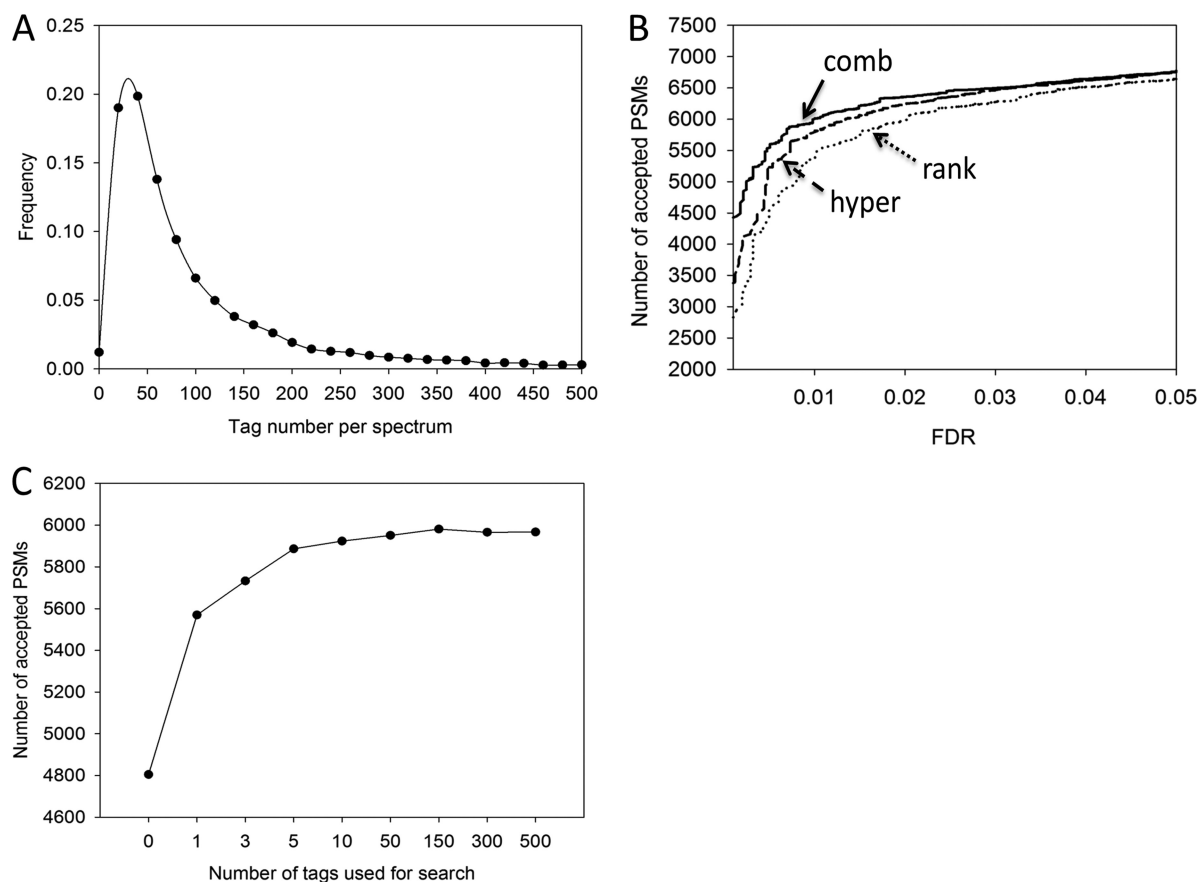 A
0.25
0.20
0.15
0.10
0.05
0.00
Frequency
0 50 100 150 200 250 300 350 400 450 500
Tag number per spectrum
B
7500
7000
6500
6000
5500
5000
4500
4000
3500
3000
2500
2000
Number of accepted PSMs
comb
rank
hyper
0.01 0.02 0.03 0.04 0.05
FDR
C
6200
6000
5800
5600
5400
5200
5000
4800
4600
Number of accepted PSMs
0 1 3 5 10 50 150 300 500
Number of tags used for search